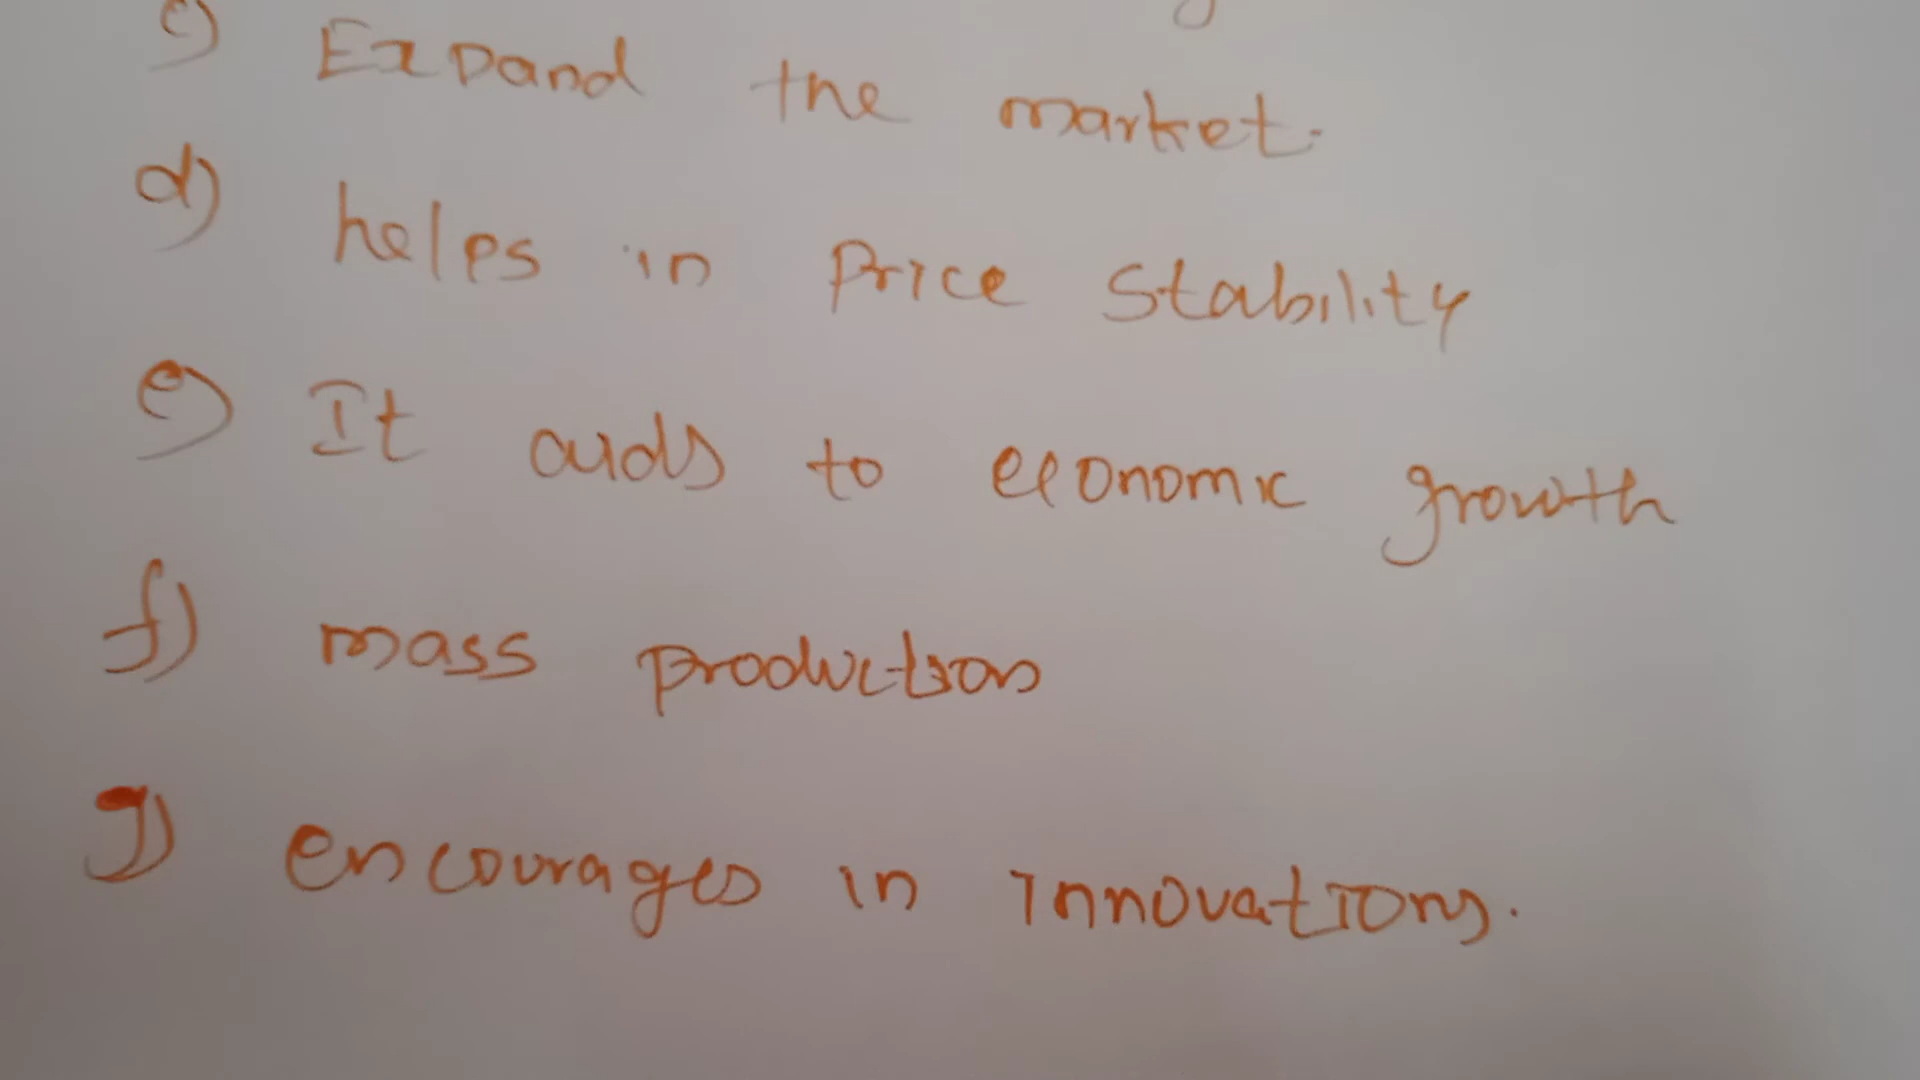 c) Expand the market.
d) helps in Price Stability
e) It aids to economic growth
f) mass production
g) encourages in innovations.